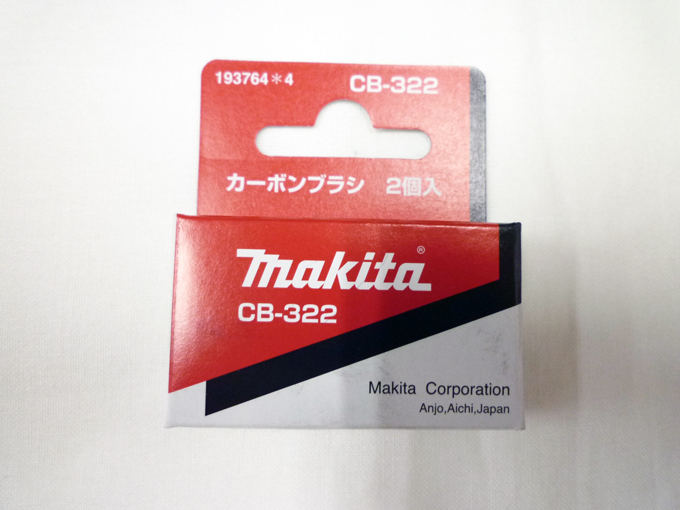 193764＊4 CB-322
カーボンブラシ 2個入
makita®
CB-322
Makita Corporation
Anjo,Aichi,Japan